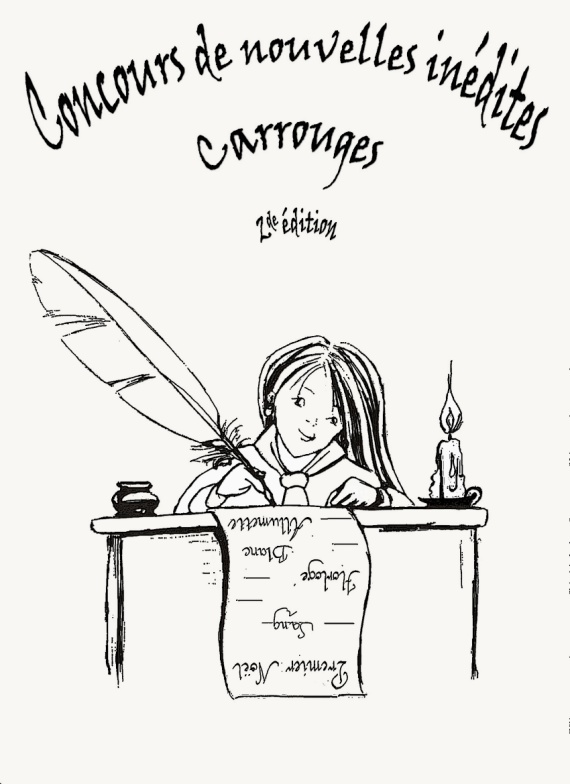 Concours de nouvelles inédites
Carrouges
2de édition
Premier Noël
Sang
Horloge
Blanc
Allumette